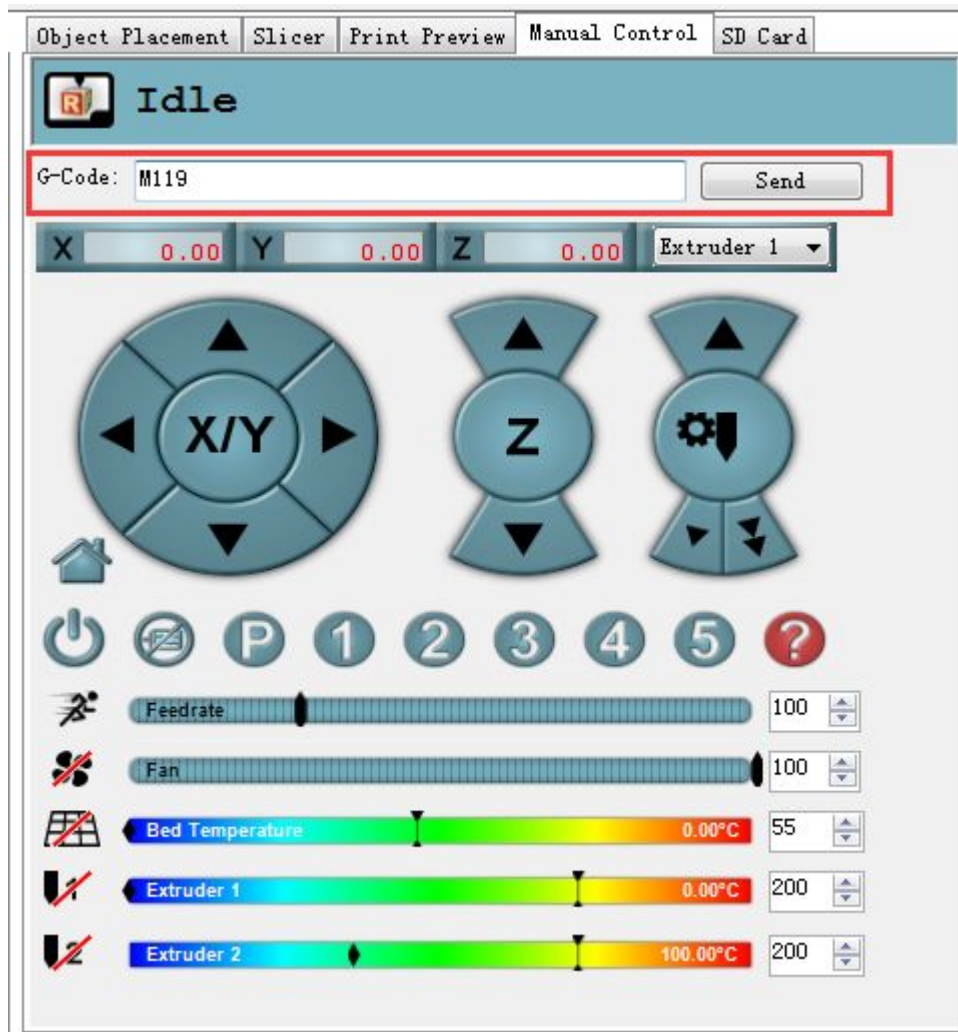 Object Placement Slicer Print Preview Manual Control SD Card
R Idle
G-Code: M119 Send
X 0.00 Y 0.00 Z 0.00 Extruder 1
X/Y Z
P 1 2 3 4 5 ?
Feedrate 100
Fan 100
Bed Temperature 0.00°C 55
1 Extruder 1 0.00°C 200
2 Extruder 2 100.00°C 200